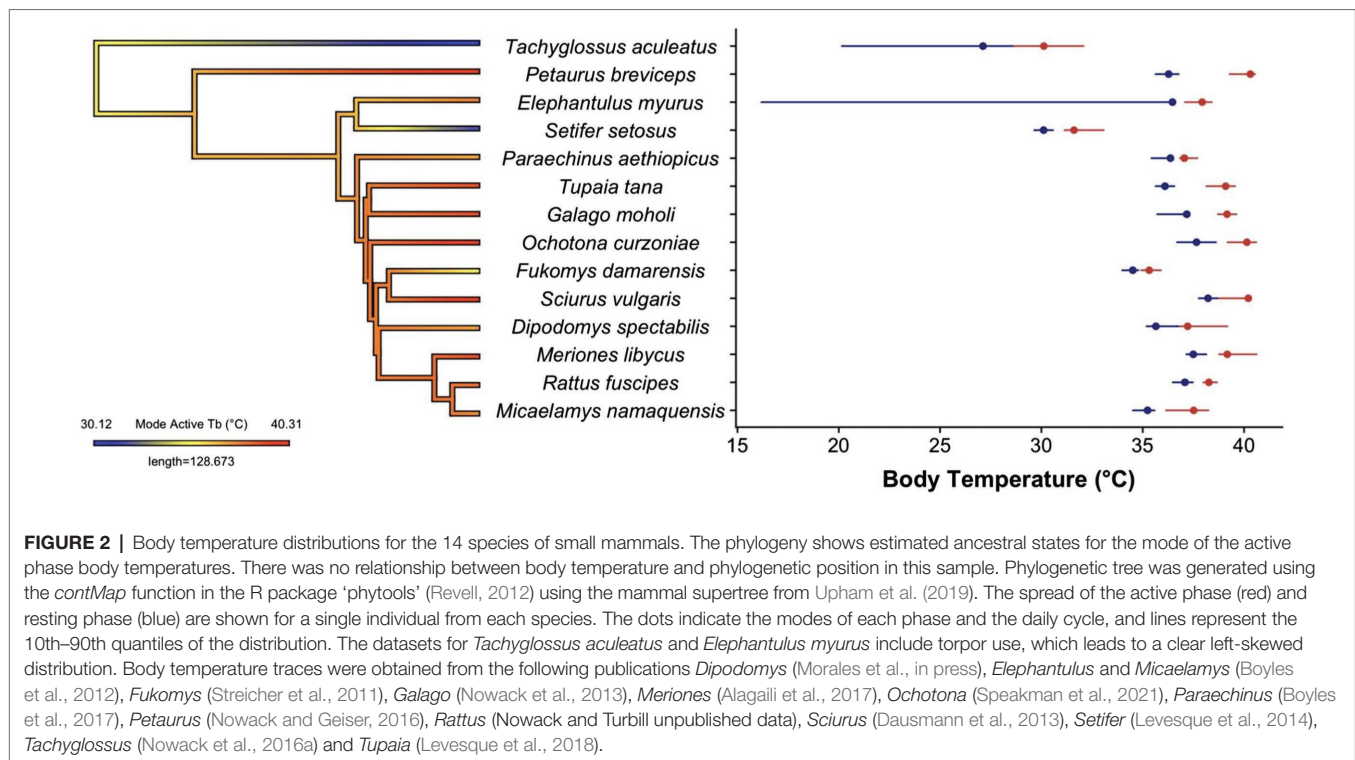 Tachyglossus aculeatus
Petaurus breviceps
Elephantulus myurus
Setifer setosus
Paraechinus aethiopicus
Tupaia tana
Galago moholi
Ochotona curzoniae
Fukomys damarensis
Sciurus vulgaris
Dipodomys spectabilis
Meriones libycus
Rattus fuscipes
Micaelamys namaquensis
30.12 Mode Active Tb (°C) 40.31
length=128.673
15 20 25 30 35 40
Body Temperature (°C)
FIGURE 2 | Body temperature distributions for the 14 species of small mammals. The phylogeny shows estimated ancestral states for the mode of the active
phase body temperatures. There was no relationship between body temperature and phylogenetic position in this sample. Phylogenetic tree was generated using
the contMap function in the R package ‘phytools’ (Revell, 2012) using the mammal supertree from Upham et al. (2019). The spread of the active phase (red) and
resting phase (blue) are shown for a single individual from each species. The dots indicate the modes of each phase and the daily cycle, and lines represent the
10th–90th quantiles of the distribution. The datasets for Tachyglossus aculeatus and Elephantulus myurus include torpor use, which leads to a clear left-skewed
distribution. Body temperature traces were obtained from the following publications Dipodomys (Morales et al., in press), Elephantulus and Micaelamys (Boyles
et al., 2012), Fukomys (Streicher et al., 2011), Galago (Nowack et al., 2013), Meriones (Alagaili et al., 2017), Ochotona (Speakman et al., 2021), Paraechinus (Boyles
et al., 2017), Petaurus (Nowack and Geiser, 2016), Rattus (Nowack and Turbill unpublished data), Sciurus (Dausmann et al., 2013), Setifer (Levesque et al., 2014),
Tachyglossus (Nowack et al., 2016a) and Tupaia (Levesque et al., 2018).